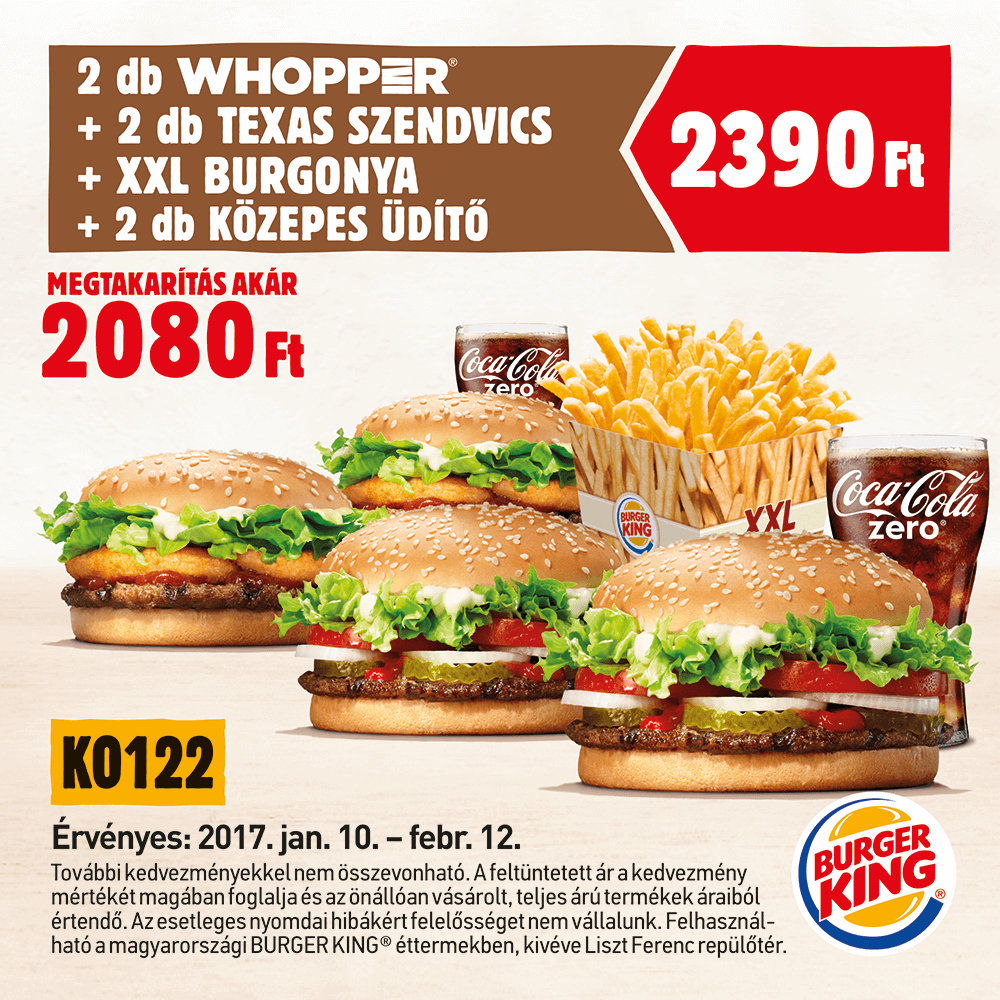 2 db WHOPPER®
+ 2 db TEXAS SZENDVICS
+ XXL BURGONYA
+ 2 db KÖZEPES ÜDÍTŐ
2390 Ft
MEGTAKARÍTÁS AKÁR
2080 Ft
Coca-Cola
zero
BURGER
KING
XXL
Coca-Cola
zero®
K0122
Érvényes: 2017. jan. 10. – febr. 12.
További kedvezményekkel nem összevonható. A feltüntetett ár a kedvezmény
mértékét magában foglalja és az önállóan vásárolt, teljes árú termékek áraiból
értendő. Az esetleges nyomdai hibákért felelősséget nem vállalunk. Felhasznál-
ható a magyarországi BURGER KING® éttermekben, kivéve Liszt Ferenc repülőtér.
BURGER
KING®